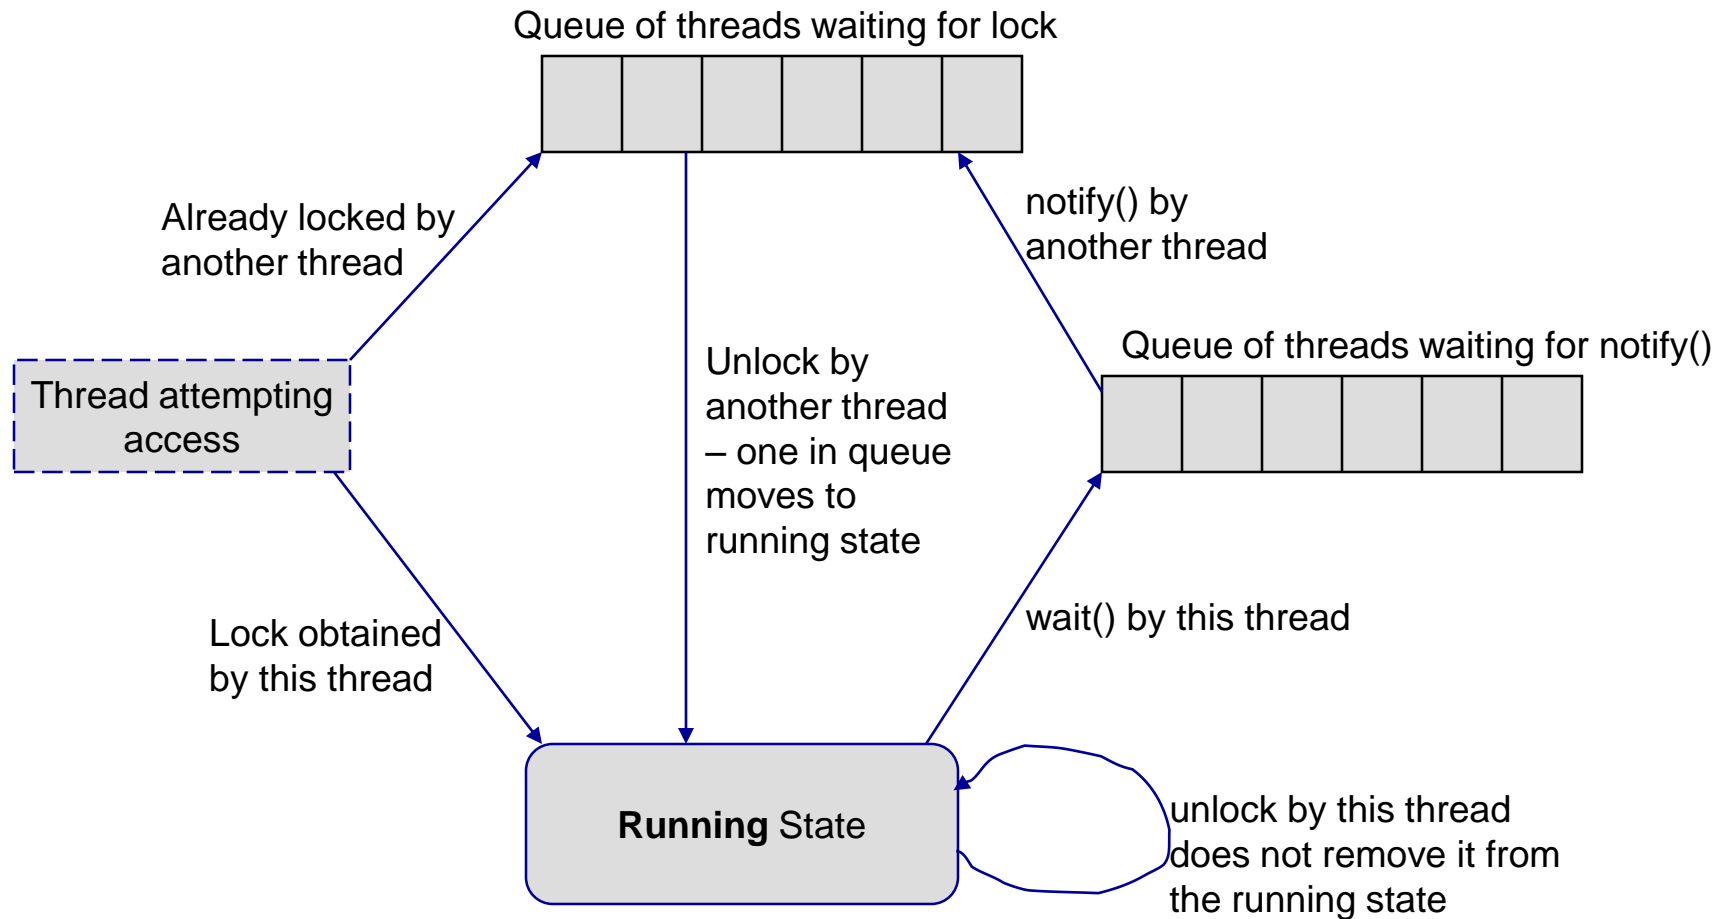 Queue of threads waiting for lock
Already locked by
another thread
notify() by
another thread
Thread attempting
access
Unlock by
another thread
– one in queue
moves to
running state
Queue of threads waiting for notify()
Lock obtained
by this thread
wait() by this thread
Running State
unlock by this thread
does not remove it from
the running state